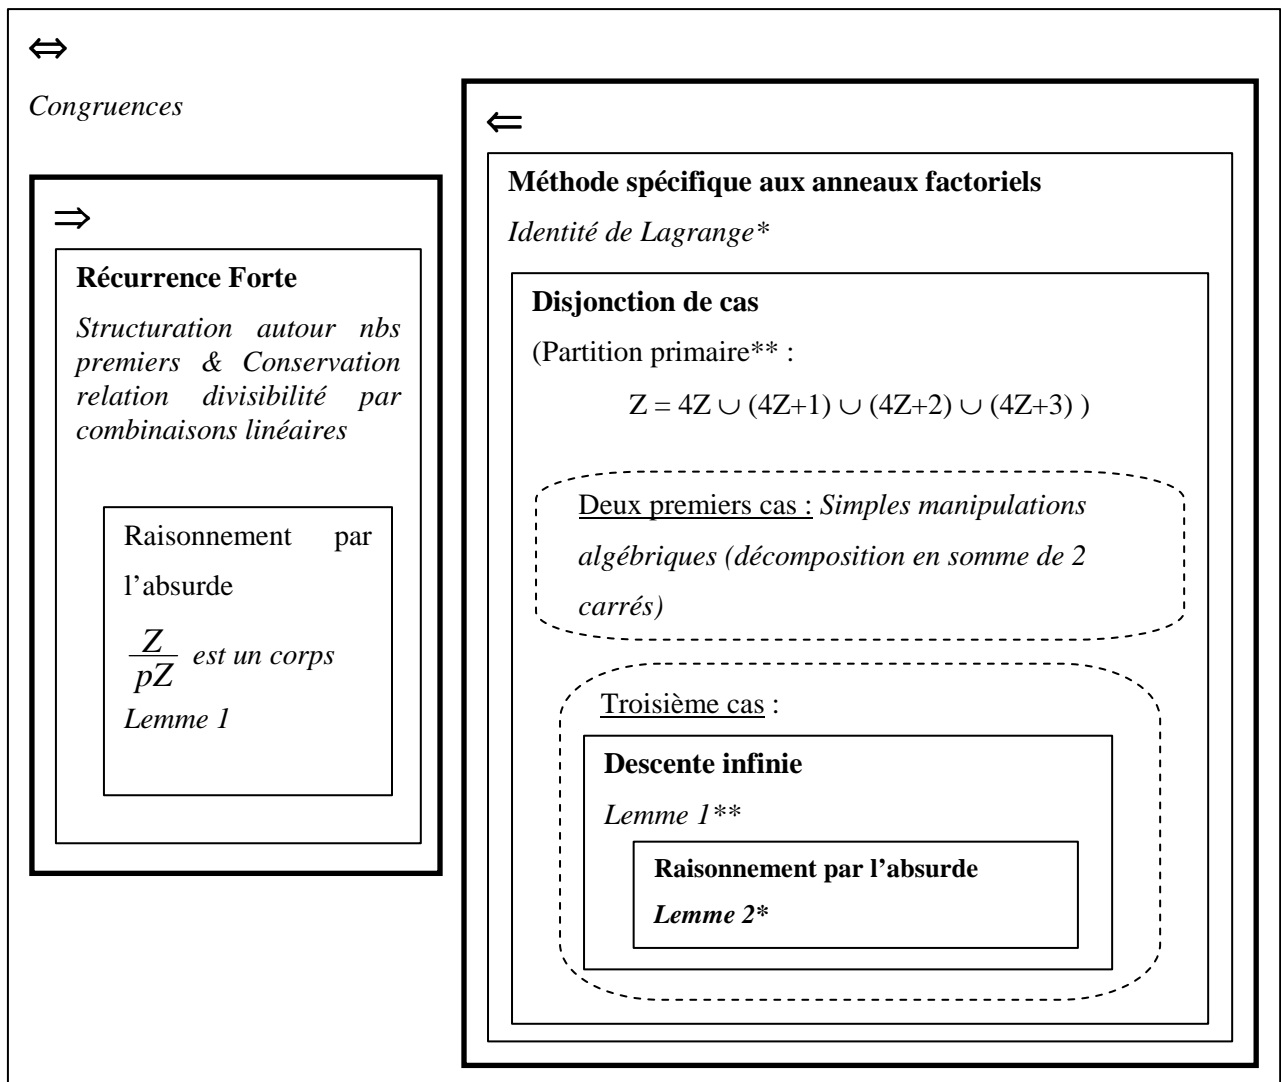 ⇔
Congruences
⇒
Récurrence Forte
Structuration autour nbs
premiers & Conservation
relation divisibilité par
combinaisons linéaires
Raisonnement par
l’absurde
Z/pZ est un corps
Lemme 1
⇐
Méthode spécifique aux anneaux factoriels
Identité de Lagrange*
Disjonction de cas
(Partition primaire** :
Z = 4Z ∪ (4Z+1) ∪ (4Z+2) ∪ (4Z+3) )
Deux premiers cas : Simples manipulations
algébriques (décomposition en somme de 2
carrés)
Troisième cas :
Descente infinie
Lemme 1**
Raisonnement par l’absurde
Lemme 2*